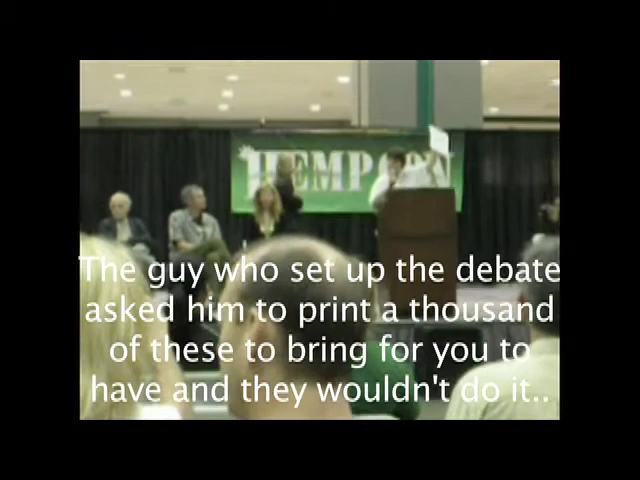 HEMPCON
The guy who set up the debate
asked him to print a thousand
of these to bring for you to
have and they wouldn't do it..